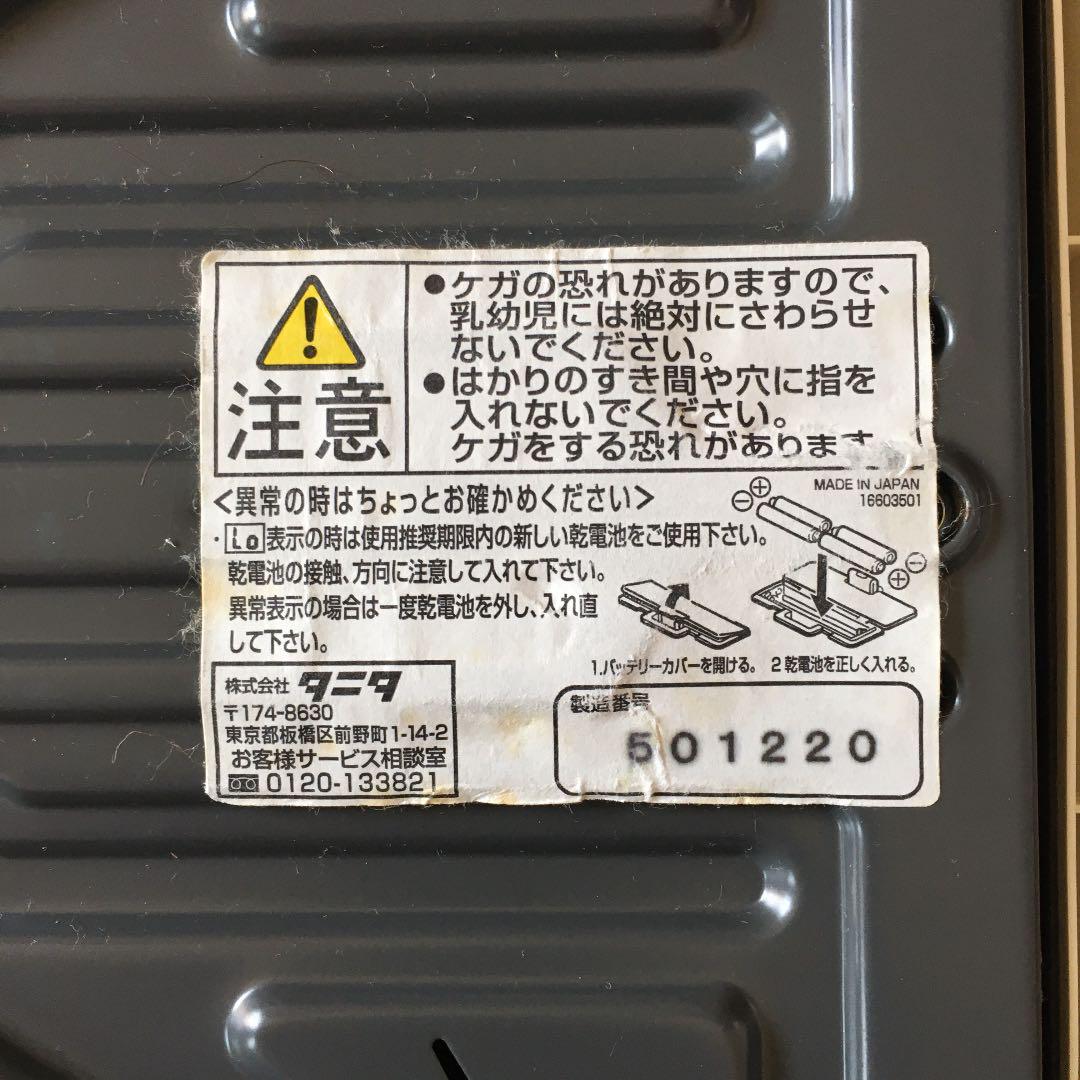 注意
●ケガの恐れがありますので、
乳幼児には絶対にさわらせ
ないでください。
●はかりのすき間や穴に指を
入れないでください。
ケガをする恐れがあります
<異常の時はちょっとお確かめください>
MADE IN JAPAN
16603501
・Lo表示の時は使用推奨期限内の新しい乾電池をご使用下さい。
乾電池の接触、方向に注意して入れて下さい。
異常表示の場合は一度乾電池を外し、入れ直
して下さい。
⊖⊕
⊕⊖
1.バッテリーカバーを開ける。 2 乾電池を正しく入れる。
株式会社 タニタ
〒174-8630
東京都板橋区前野町1-14-2
お客様サービス相談室
0120-133821
製造番号
501220